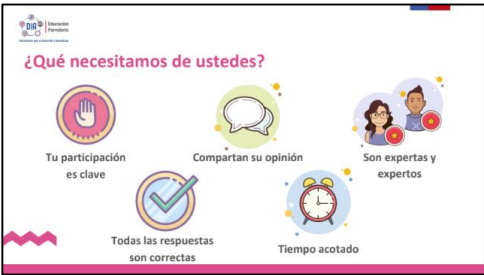 DIA
Educación
Parvularia
¿Qué necesitamos de ustedes?
Tu participación
es clave
Compartan su opinión
Son expertas y
expertos
Todas las respuestas
son correctas
Tiempo acotado